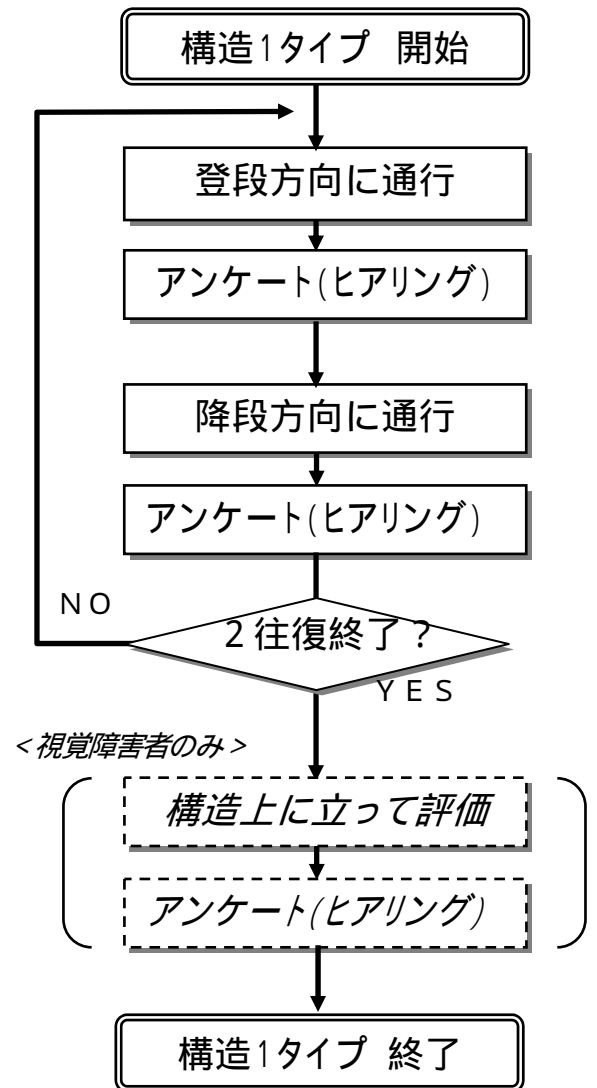 構造1タイプ 開始
登段方向に通行
アンケート(ヒアリング)
降段方向に通行
アンケート(ヒアリング)
NO
2往復終了?
YES
<視覚障害者のみ>
構造上に立って評価
アンケート(ヒアリング)
構造1タイプ 終了